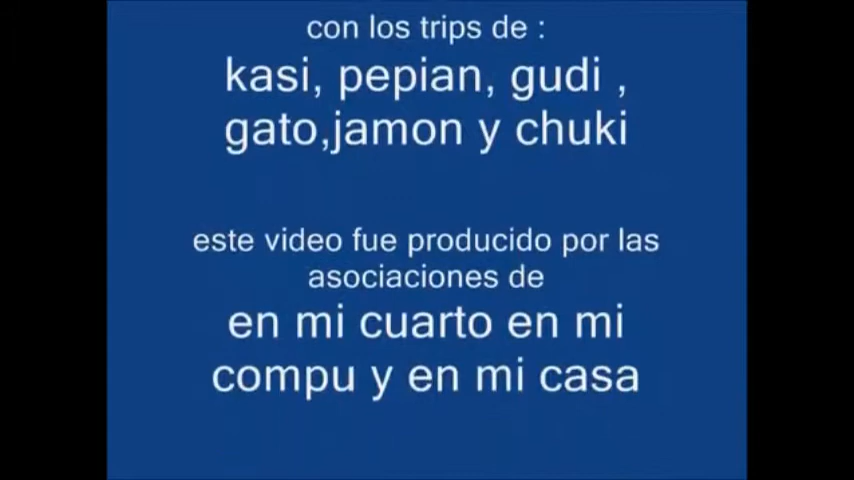 con los trips de :
kasi, pepian, gudi ,
gato,jamon y chuki
este video fue producido por las
asociaciones de
en mi cuarto en mi
compu y en mi casa